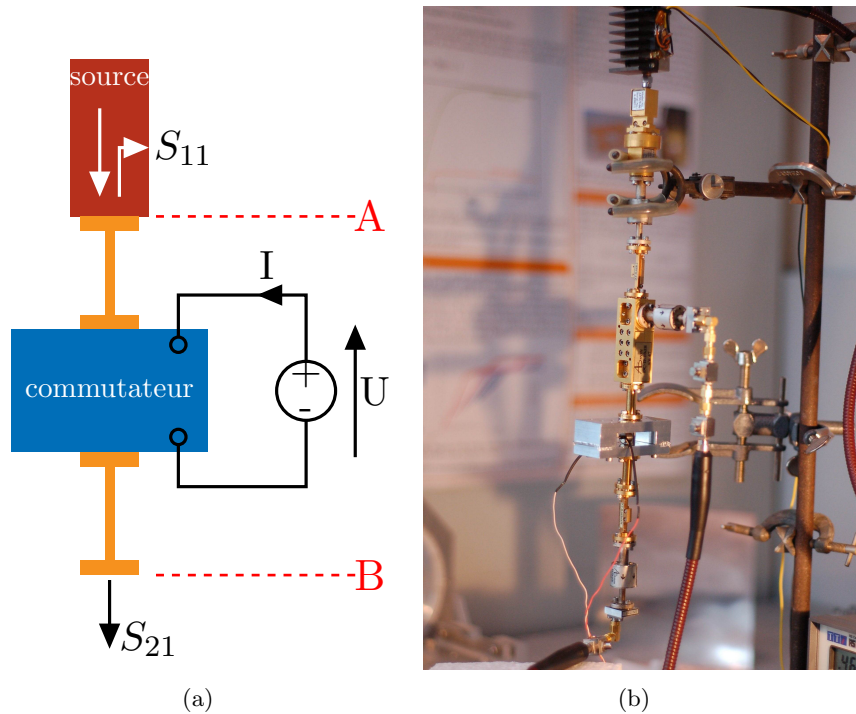 source
S11
A
I
commutateur
+
-
U
B
S21
(a)
(b)